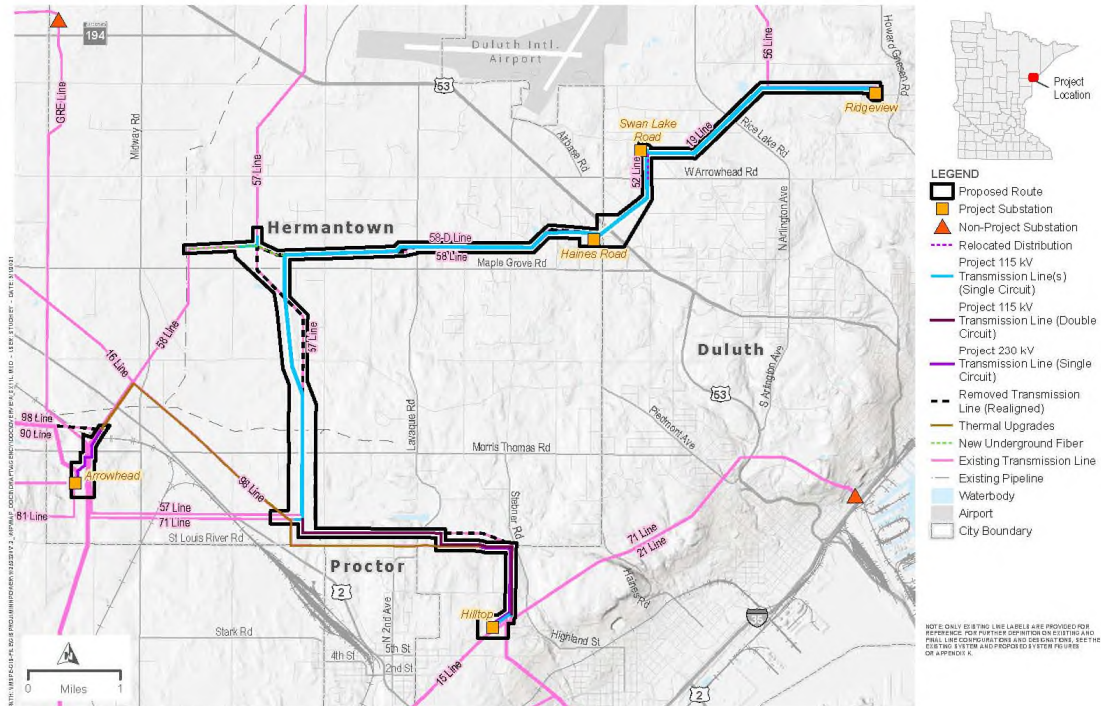 194
Duluth Intl.
Airport
53
GRE Line
Midway Rd
57 Line
56 Line
Howard Gnesen Rd
Ridgeview
Swan Lake
Road
Airbase Rd
19 Line
Rice Lake Rd
52 Line
W Arrowhead Rd
N Arlington Ave
Hermantown
58-D Line
58 Line
Haines Road
Maple Grove Rd
58 Line
57 Line
16 Line
Duluth
53
S Arlington Ave
Piedmont Ave
Lavaque Rd
98 Line
90 Line
Morris Thomas Rd
Arrowhead
98 Line
Stebner Rd
81 Line
57 Line
71 Line
St Louis River Rd
71 Line
21 Line
Proctor
2
Haines Rd
Hilltop
35
N 2nd Ave
Stark Rd
5th St
4th St
2nd St
Highland St
15 Line
2
0
Miles
1
Project
Location
LEGEND
Proposed Route
Project Substation
Non-Project Substation
Relocated Distribution
Project 115 kV
Transmission Line(s)
(Single Circuit)
Project 115 kV
Transmission Line (Double
Circuit)
Project 230 kV
Transmission Line (Single
Circuit)
Removed Transmission
Line (Realigned)
Thermal Upgrades
New Underground Fiber
Existing Transmission Line
Existing Pipeline
Waterbody
Airport
City Boundary
NOTE: ONLY EXISTING LINE LABELS ARE PROVIDED FOR
REFERENCE. FOR FURTHER DEFINITION ON EXISTING AND
FINAL LINE CONFIGURATIONS AND DESIGNATIONS, SEE THE
EXISTING SYSTEM AND PROPOSED SYSTEM FIGURES
OR APPENDIX K.